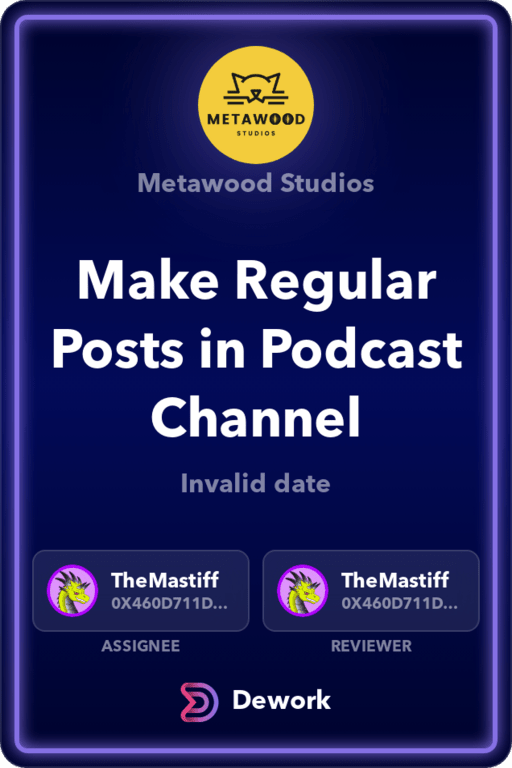 METAWOOD
STUDIOS
Metawood Studios
Make Regular
Posts in Podcast
Channel
Invalid date
TheMastiff
0X460D711D...
ASSIGNEE
TheMastiff
0X460D711D...
REVIEWER
Dework